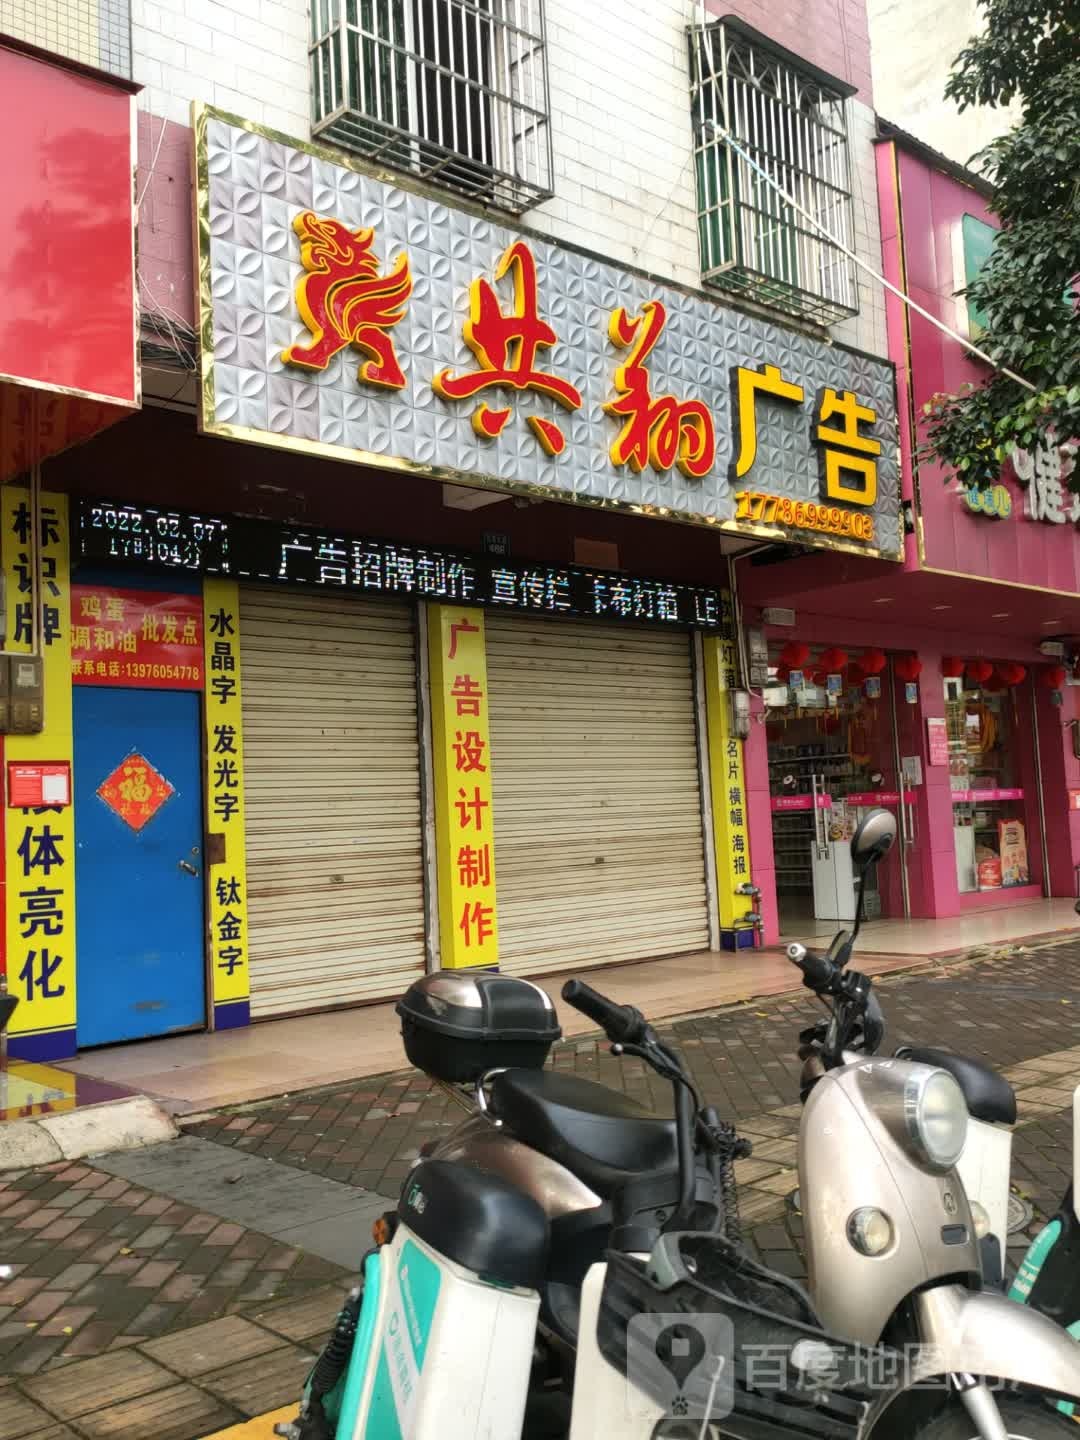 共翔广告
17786999903
2022.02.07
17时04分
广告招牌制作 宣传栏 卡布灯箱 LE
标识牌
鸡蛋
调和油
批发点
联系电话:13976054778
水晶字 发光字 钛金字
福
体亮化
广告设计制作
灯箱
名片 横幅 海报
健
百度地图